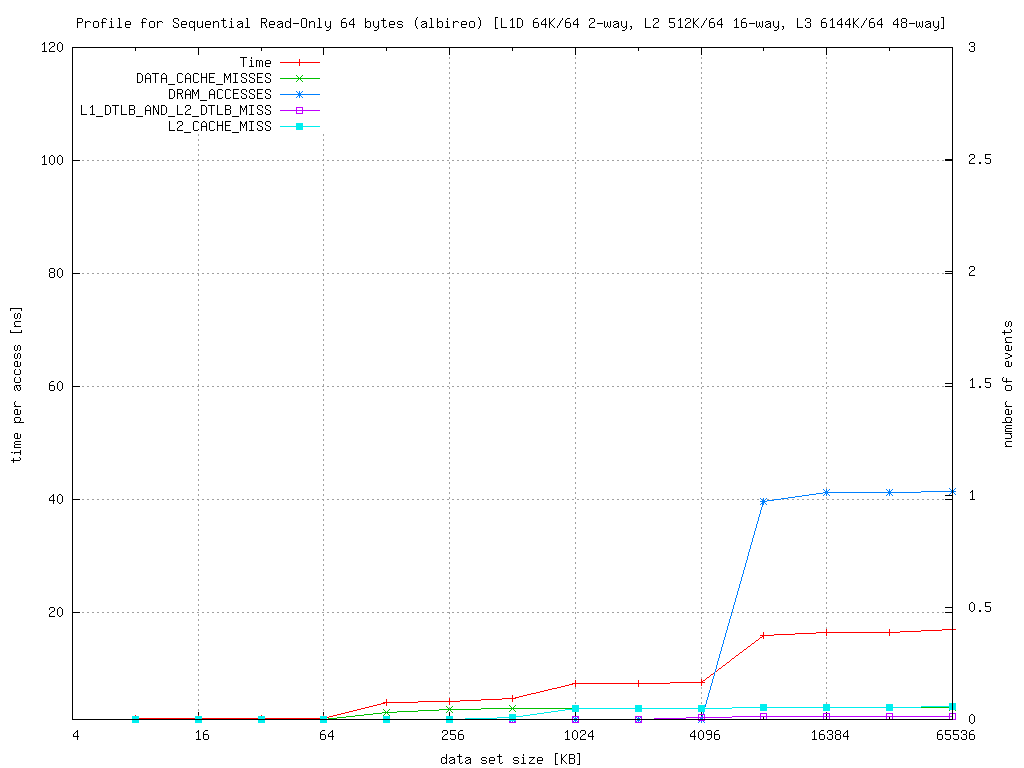 Profile for Sequential Read-Only 64 bytes (albireo) [L1D 64K/64 2-way, L2 512K/64 16-way, L3 6144K/64 48-way]
120
100
80
60
40
20
time per access [ns]
Time
DATA_CACHE_MISSES
DRAM_ACCESSES
L1_DTLB_AND_L2_DTLB_MISS
L2_CACHE_MISS
3
2.5
2
1.5
1
0.5
0
number of events
4 16 64 256 1024 4096 16384 65536
data set size [KB]